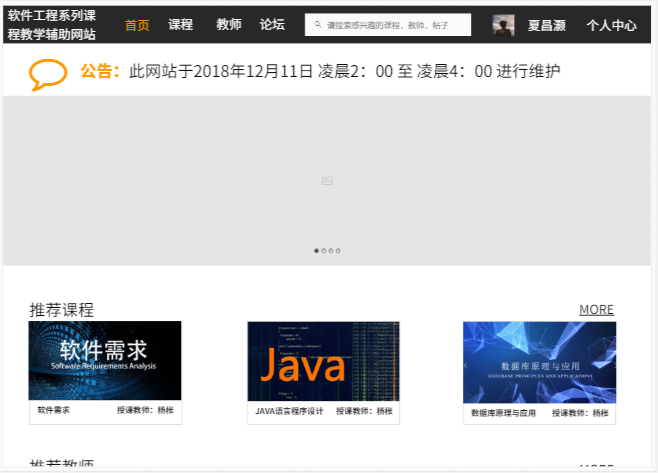 软件工程系列课
程教学辅助网站
首页 课程 教师 论坛 请搜索感兴趣的课程、教师、帖子 夏昌灏 个人中心
公告：此网站于2018年12月11日 凌晨2：00 至 凌晨4：00 进行维护
推荐课程 MORE
软件需求
Software Requirements Analysis
Java
数据库原理与应用
DATABASE PRINCIPLES AND APPLICATIONS
软件需求 授课教师：杨枨
JAVA语言程序设计 授课教师：杨枨
数据库原理与应用 授课教师：杨枨
推荐教师 MORE